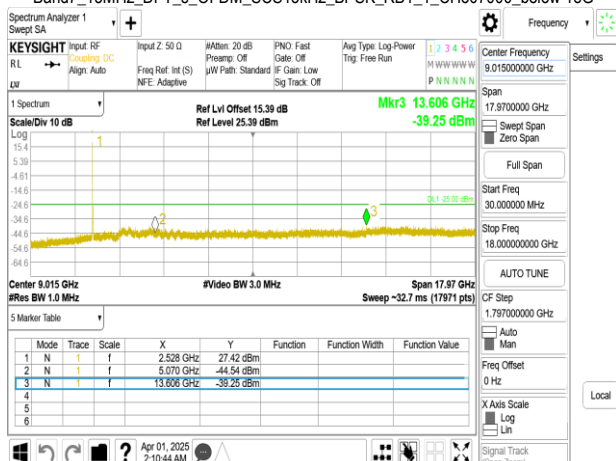 Spectrum Analyzer 1
Swept SA
Frequency
Settings
KEYSIGHT
Input: RF
Coupling: DC
Align: Auto
Input Z: 50 Ω
Freq Ref: Int (S)
NFE: Adaptive
#Atten: 20 dB
Preamp: Off
µW Path: Standard
PNO: Fast
Gate: Off
IF Gain: Low
Sig Track: Off
Avg Type: Log-Power
Trig: Free Run
1 2 3 4 5 6
M W W W W W
P N N N N N
RL
1 Spectrum
Scale/Div 10 dB
Ref Lvl Offset 15.39 dB
Ref Level 25.39 dBm
Mkr3 13.606 GHz
-39.25 dBm
Log
15.4
5.39
-4.61
-14.6
-24.6
-34.6
-44.6
-54.6
-64.6
1
2
3
DL1 -25.00 dBm
Center 9.015 GHz
#Res BW 1.0 MHz
#Video BW 3.0 MHz
Span 17.97 GHz
Sweep ~32.7 ms (17971 pts)
5 Marker Table
Mode Trace Scale X Y Function Function Width Function Value
1 N 1 f 2.528 GHz 27.42 dBm
2 N 1 f 5.070 GHz -44.54 dBm
3 N 1 f 13.606 GHz -39.25 dBm
4
5
6
Apr 01, 2025
2:10:44 AM
Center Frequency
9.015000000 GHz
Span
17.9700000 GHz
Swept Span
Zero Span
Full Span
Start Freq
30.000000 MHz
Stop Freq
18.000000000 GHz
AUTO TUNE
CF Step
1.797000000 GHz
Auto
Man
Freq Offset
0 Hz
X Axis Scale
Log
Lin
Signal Track
Local